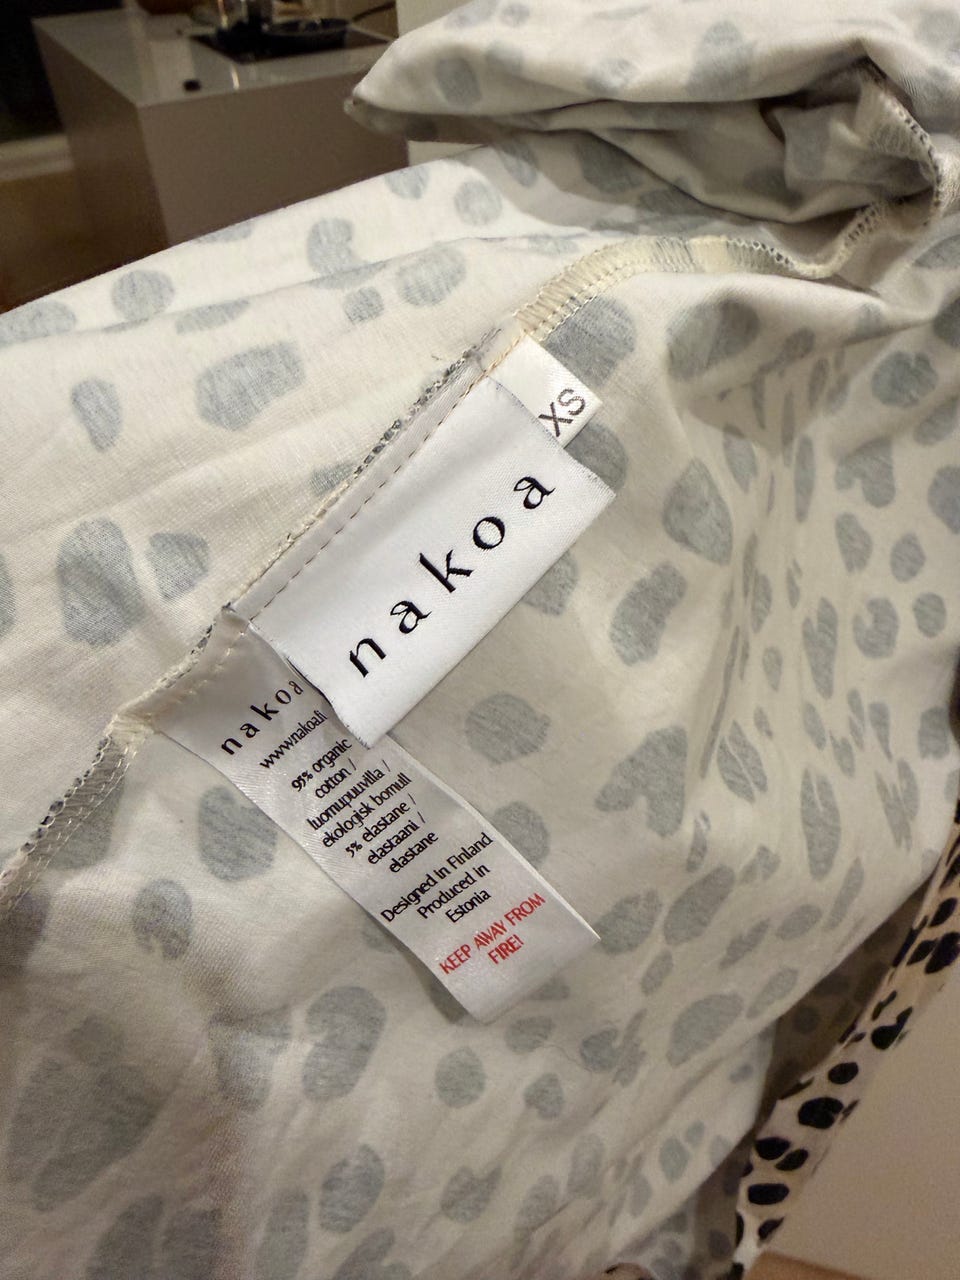 XS
nakoa
nakoa
www.nakoa.fi
95% organic
cotton /
luomupuuvilla /
ekologisk bomull
5% elastane /
elastaani /
elastane
Designed in Finland
Produced in
Estonia
KEEP AWAY FROM
FIRE!